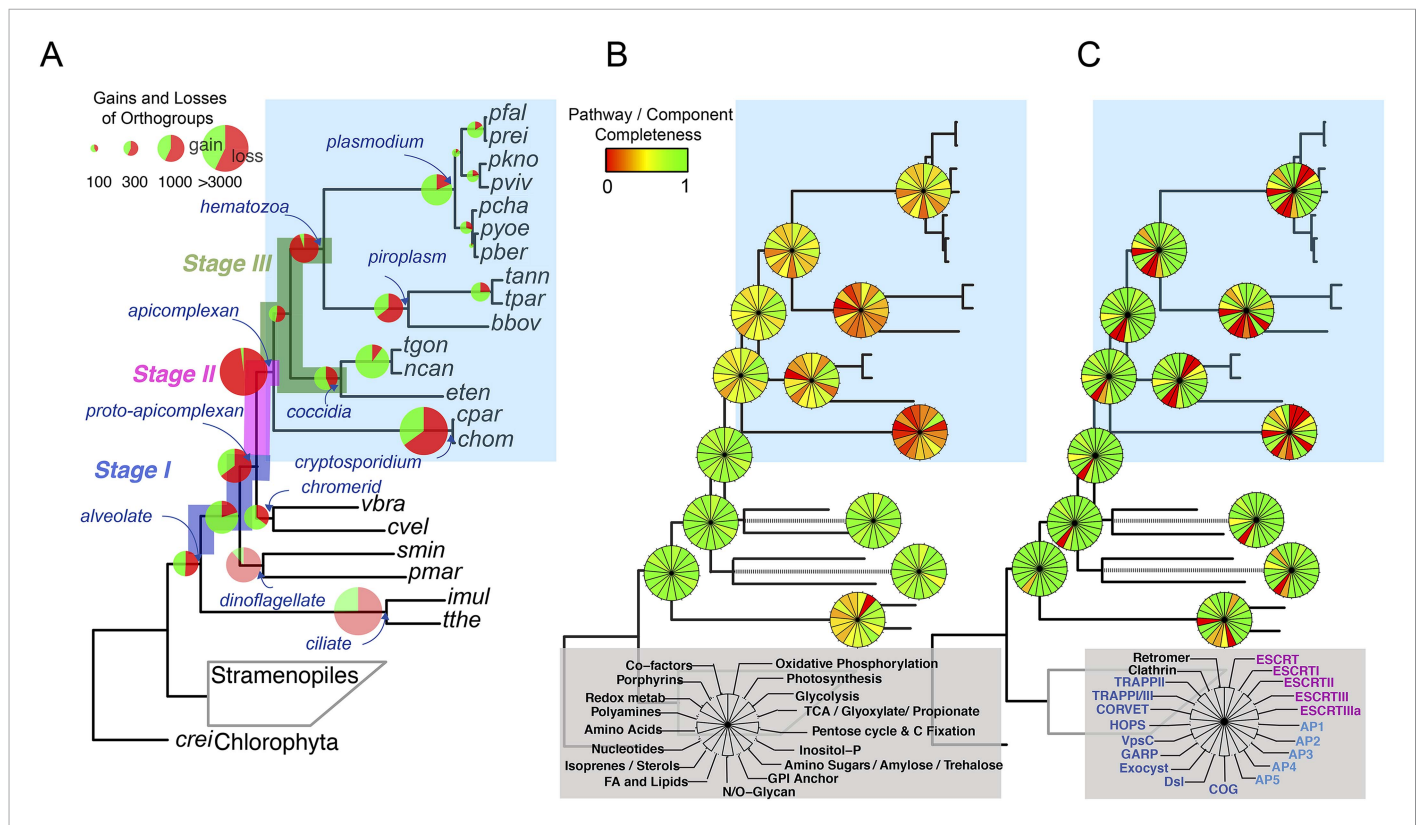 A
Gains and Losses
of Orthogroups
gain
loss
100 300 1000 >3000
plasmodium
hematozoa
Stage III
piroplasm
apicomplexan
Stage II
proto-apicomplexan
coccidia
Stage I
cryptosporidium
chromerid
alveolate
dinoflagellate
ciliate
pfal
prei
pkno
pviv
pcha
pyoe
pber
tann
tpar
bbov
tgon
ncan
eten
cpar
chom
vbra
cvel
smin
pmar
imul
tthe
Stramenopiles
crei Chlorophyta
B
Pathway / Component
Completeness
0 1
Co-factors
Porphyrins
Redox metab
Polyamines
Amino Acids
Nucleotides
Isoprenes / Sterols
FA and Lipids
N/O-Glycan
Oxidative Phosphorylation
Photosynthesis
Glycolysis
TCA / Glyoxylate/ Propionate
Pentose cycle & C Fixation
Inositol-P
Amino Sugars / Amylose / Trehalose
GPI Anchor
C
Retromer
Clathrin
TRAPPII
TRAPPI/III
CORVET
HOPS
VpsC
GARP
Exocyst
Dsl
COG
ESCRT
ESCRTI
ESCRTII
ESCRTIII
ESCRTIIIa
AP1
AP2
AP3
AP4
AP5